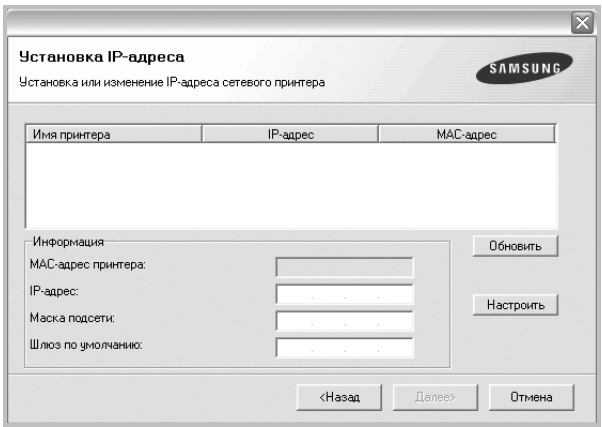 Установка IP-адреса
Установка или изменение IP-адреса сетевого принтера
SAMSUNG
Имя принтера IP-адрес MAC-адрес
Информация
Обновить
MAC-адрес принтера:
IP-адрес:
Настроить
Маска подсети:
Шлюз по умолчанию:
<Назад Далее> Отмена